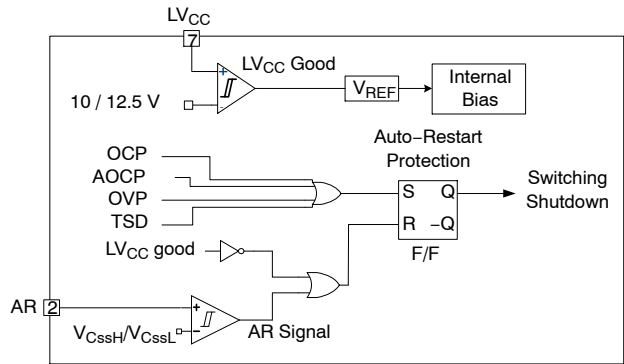 LVCC
7
LVCC Good
10 / 12.5 V
+
-
VREF
Internal
Bias
Auto−Restart
Protection
OCP
AOCP
OVP
TSD
S Q
R −Q
F/F
Switching
Shutdown
LVCC good
AR 2
VCssH/VCssL
+
−
AR Signal